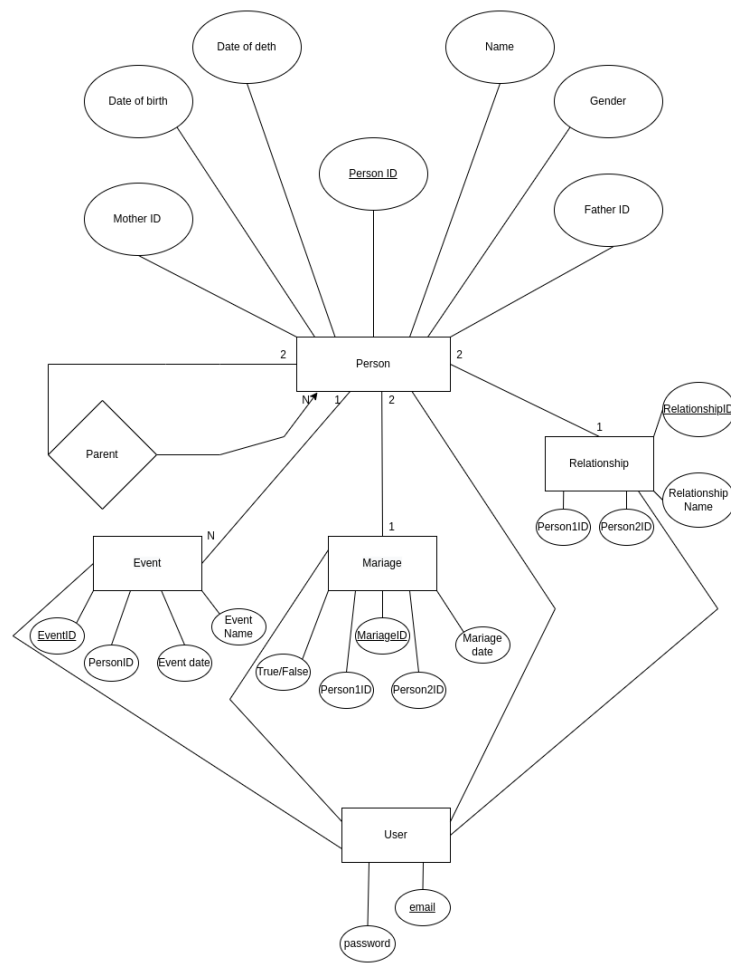 Date of deth
Name
Date of birth
Gender
Person ID
Mother ID
Father ID
2
Person
2
N
1
2
RelationshipID
1
Parent
Relationship
Relationship
Name
Person1ID
Person2ID
N
1
Event
Mariage
Event
Name
EventID
MariageID
Mariage
date
PersonID
Event date
True/False
Person1ID
Person2ID
User
email
password